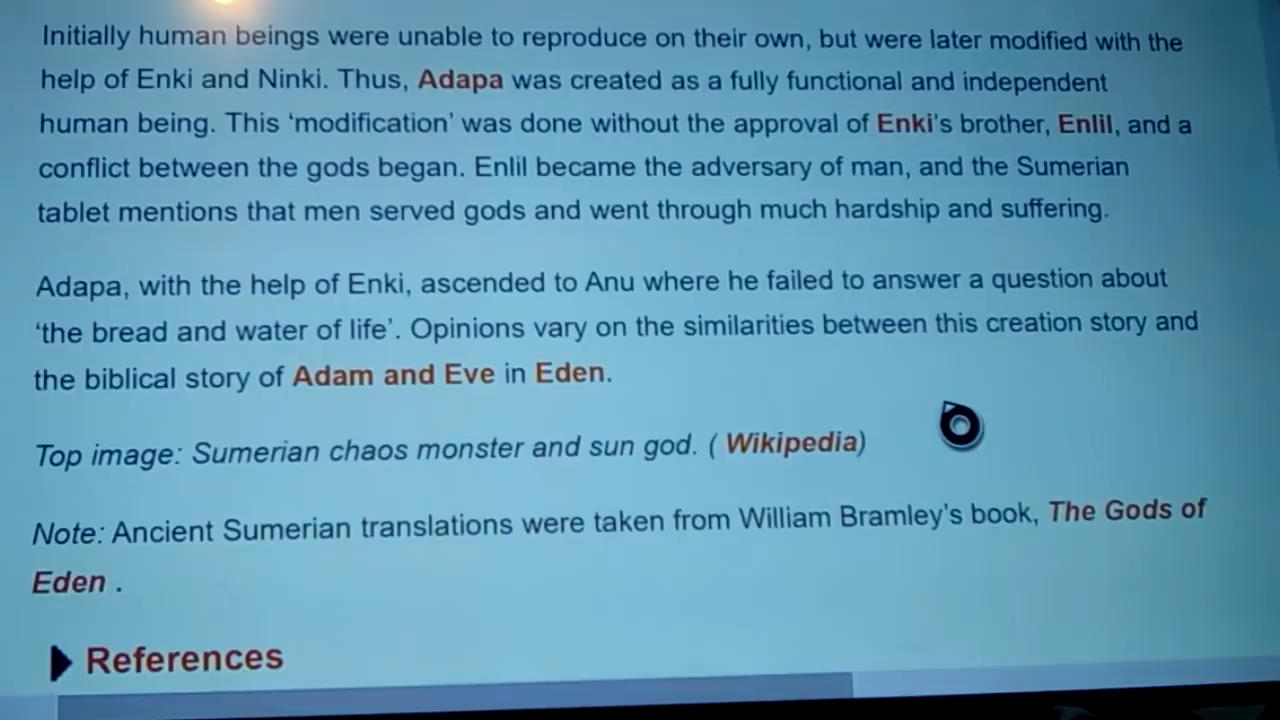 Initially human beings were unable to reproduce on their own, but were later modified with the
help of Enki and Ninki. Thus, Adapa was created as a fully functional and independent
human being. This ‘modification’ was done without the approval of Enki's brother, Enlil, and a
conflict between the gods began. Enlil became the adversary of man, and the Sumerian
tablet mentions that men served gods and went through much hardship and suffering.
Adapa, with the help of Enki, ascended to Anu where he failed to answer a question about
‘the bread and water of life’. Opinions vary on the similarities between this creation story and
the biblical story of Adam and Eve in Eden.
Top image: Sumerian chaos monster and sun god. ( Wikipedia)
Note: Ancient Sumerian translations were taken from William Bramley's book, The Gods of
Eden .
References